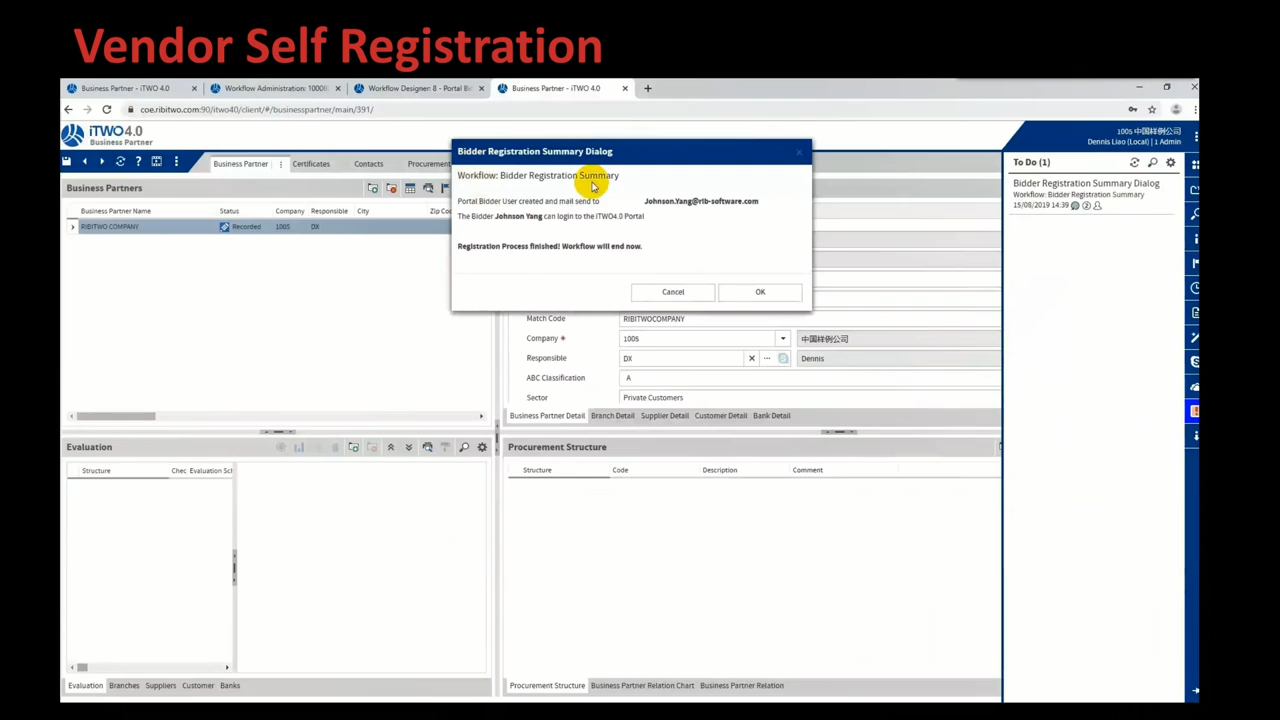 Vendor Self Registration
Business Partner - iTWO 4.0
Workflow Administration: 10008
Workflow Designer: 8 - Portal Bi
Business Partner - iTWO 4.0
coe.ribitwo.com:90/itwo40/client/#/businesspartner/main/391/
iTWO 4.0
Business Partner
1005 中国样例公司
Dennis Liao (Local) | 1 Admin
Business Partner
Certificates
Contacts
Procurement
Business Partners
Business Partner Name Status Company Responsible City Zip Co
RIBITWO COMPANY Recorded 1005 DX
Bidder Registration Summary Dialog
Workflow: Bidder Registration Summary
Portal Bidder User created and mail send to Johnson.Yang@rib-software.com
The Bidder Johnson Yang can login to the iTWO4.0 Portal
Registration Process finished! Workflow will end now.
Cancel OK
To Do (1)
Bidder Registration Summary Dialog
Workflow: Bidder Registration Summary
15/08/2019 14:39
Match Code RIBITWOCOMPANY
Company 1005 中国样例公司
Responsible DX Dennis
ABC Classification A
Sector Private Customers
Business Partner Detail Branch Detail Supplier Detail Customer Detail Bank Detail
Evaluation
Structure Chec Evaluation Sch
Evaluation Branches Suppliers Customer Banks
Procurement Structure
Structure Code Description Comment
Procurement Structure Business Partner Relation Chart Business Partner Relation